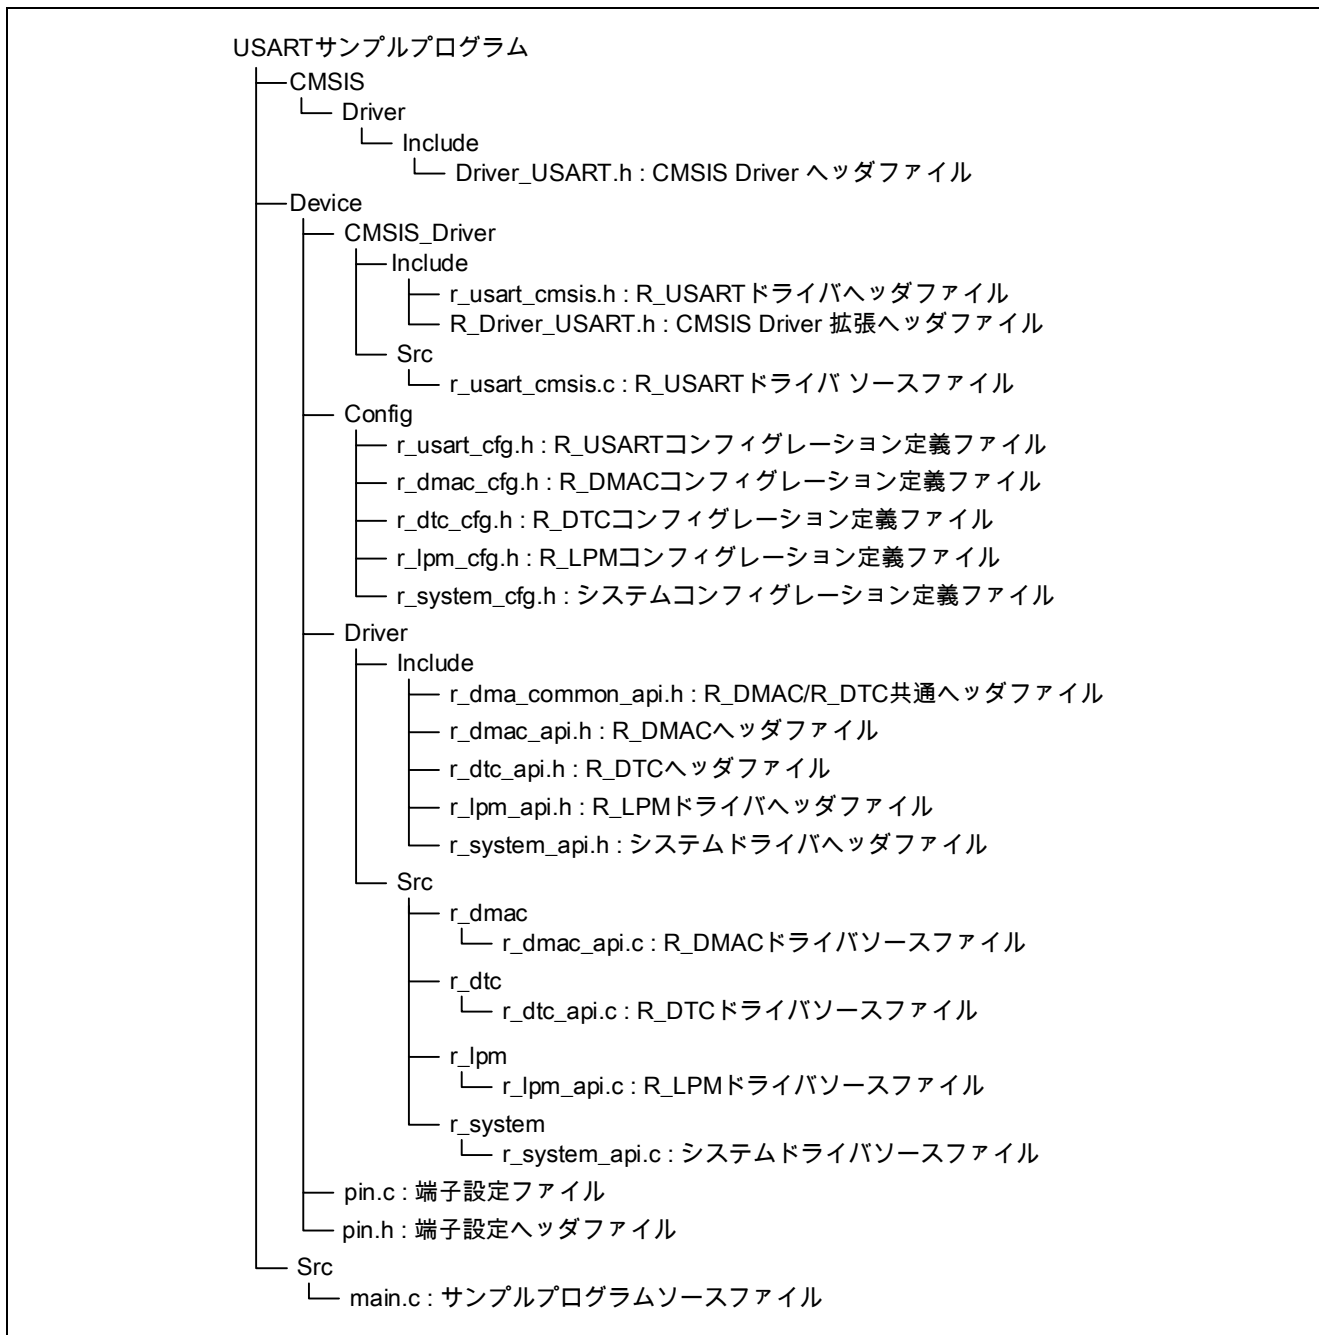 USARTサンプルプログラム
CMSIS
Driver
Include
Driver_USART.h : CMSIS Driver ヘッダファイル
Device
CMSIS_Driver
Include
r_usart_cmsis.h : R_USARTドライバヘッダファイル
R_Driver_USART.h : CMSIS Driver 拡張ヘッダファイル
Src
r_usart_cmsis.c : R_USARTドライバ ソースファイル
Config
r_usart_cfg.h : R_USARTコンフィグレーション定義ファイル
r_dmac_cfg.h : R_DMACコンフィグレーション定義ファイル
r_dtc_cfg.h : R_DTCコンフィグレーション定義ファイル
r_lpm_cfg.h : R_LPMコンフィグレーション定義ファイル
r_system_cfg.h : システムコンフィグレーション定義ファイル
Driver
Include
r_dma_common_api.h : R_DMAC/R_DTC共通ヘッダファイル
r_dmac_api.h : R_DMACヘッダファイル
r_dtc_api.h : R_DTCヘッダファイル
r_lpm_api.h : R_LPMドライバヘッダファイル
r_system_api.h : システムドライバヘッダファイル
Src
r_dmac
r_dmac_api.c : R_DMACドライバソースファイル
r_dtc
r_dtc_api.c : R_DTCドライバソースファイル
r_lpm
r_lpm_api.c : R_LPMドライバソースファイル
r_system
r_system_api.c : システムドライバソースファイル
pin.c : 端子設定ファイル
pin.h : 端子設定ヘッダファイル
Src
main.c : サンプルプログラムソースファイル